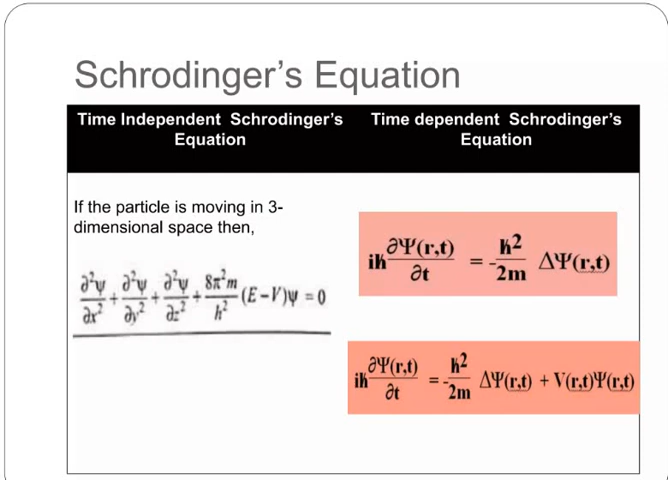 Schrodinger's Equation
Time Independent Schrodinger's
Equation
Time dependent Schrodinger's
Equation
If the particle is moving in 3-
dimensional space then,
∂²ψ/∂x² + ∂²ψ/∂y² + ∂²ψ/∂z² + 8π²m/h² (E−V)ψ = 0
iħ ∂Ψ(r,t)/∂t = -ħ2/2m ΔΨ(r,t)
iħ ∂Ψ(r,t)/∂t = -ħ2/2m ΔΨ(r,t) + V(r,t)Ψ(r,t)